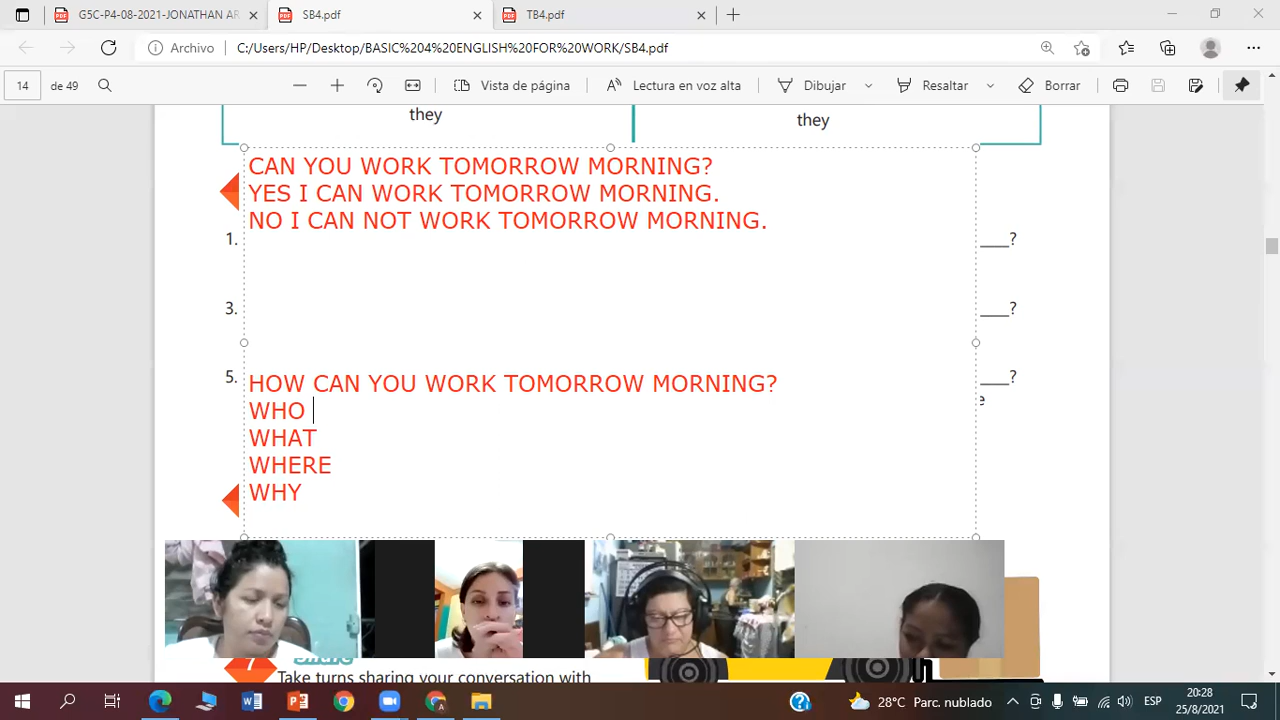 G5C-P4-08-2021-JONATHAN AR
SB4.pdf
TB4.pdf
Archivo
C:/Users/HP/Desktop/BASIC%204%20ENGLISH%20FOR%20WORK/SB4.pdf
14
de 49
Vista de página
Lectura en voz alta
Dibujar
Resaltar
Borrar
they
they
CAN YOU WORK TOMORROW MORNING?
YES I CAN WORK TOMORROW MORNING.
NO I CAN NOT WORK TOMORROW MORNING.
1. ____?
3. ____?
5. ____?
HOW CAN YOU WORK TOMORROW MORNING?
e
WHO
WHAT
WHERE
WHY
7 Share
Take turns sharing your conversation with
28°C Parc. nublado
ESP
20:28
25/8/2021